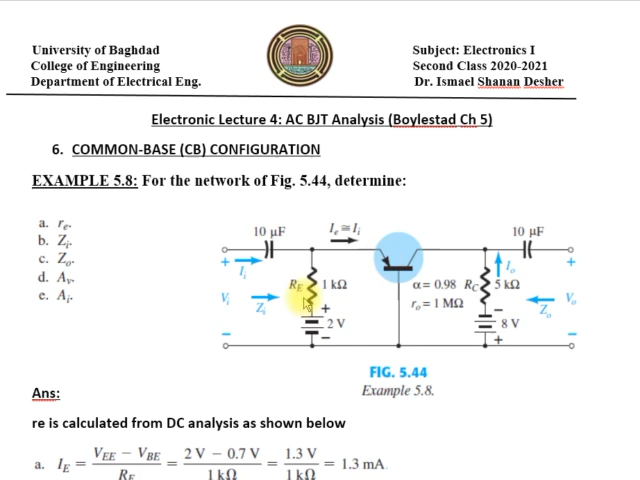 University of Baghdad
College of Engineering
Department of Electrical Eng.
Subject: Electronics I
Second Class 2020-2021
Dr. Ismael Shanan Desher
Electronic Lecture 4: AC BJT Analysis (Boylestad Ch 5)
6. COMMON-BASE (CB) CONFIGURATION
EXAMPLE 5.8: For the network of Fig. 5.44, determine:
a. re.
b. Zi.
c. Zo.
d. Av.
e. Ai.
10 μF
Ie ≅ Ii
10 μF
+
Ii
Io
+
RE
1 kΩ
α = 0.98
RC
5 kΩ
Vi
Zi
+
ro = 1 MΩ
−
Zo
Vo
2 V
8 V
−
−
+
−
FIG. 5.44
Example 5.8.
Ans:
re is calculated from DC analysis as shown below
a. IE = VEE − VBE / RE = 2 V − 0.7 V / 1 kΩ = 1.3 V / 1 kΩ = 1.3 mA